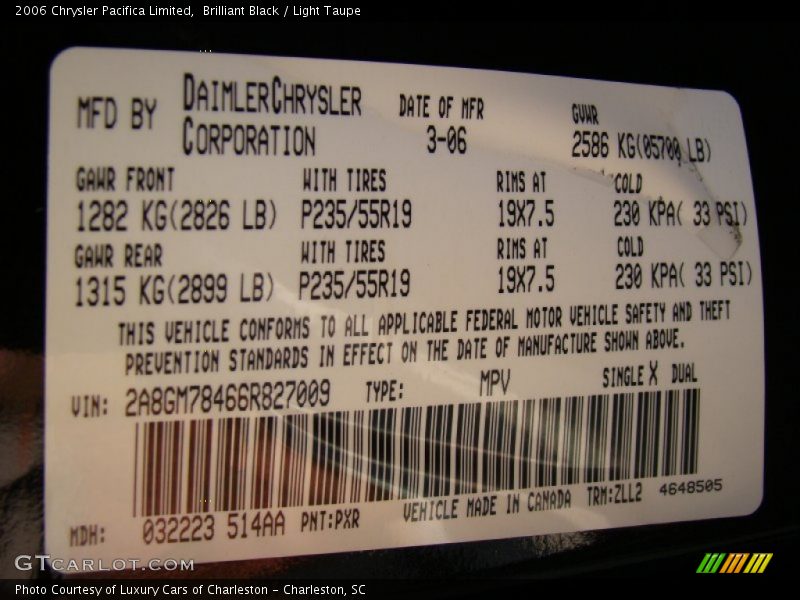 2006 Chrysler Pacifica Limited,  Brilliant Black / Light Taupe
MFD BY DAIMLERCHRYSLER CORPORATION DATE OF MFR 3-06 GVWR 2586 KG(05700 LB)
GAWR FRONT WITH TIRES RIMS AT COLD
1282 KG(2826 LB) P235/55R19 19X7.5 230 KPA( 33 PSI)
GAWR REAR WITH TIRES RIMS AT COLD
1315 KG(2899 LB) P235/55R19 19X7.5 230 KPA( 33 PSI)
THIS VEHICLE CONFORMS TO ALL APPLICABLE FEDERAL MOTOR VEHICLE SAFETY AND THEFT
PREVENTION STANDARDS IN EFFECT ON THE DATE OF MANUFACTURE SHOWN ABOVE.
VIN: 2A8GM78466R827009 TYPE: MPV SINGLE X DUAL
MDH: 032223 514AA PNT:PXR VEHICLE MADE IN CANADA TRM:ZLL2 4648505
GTcarlot.com
Photo Courtesy of Luxury Cars of Charleston - Charleston, SC